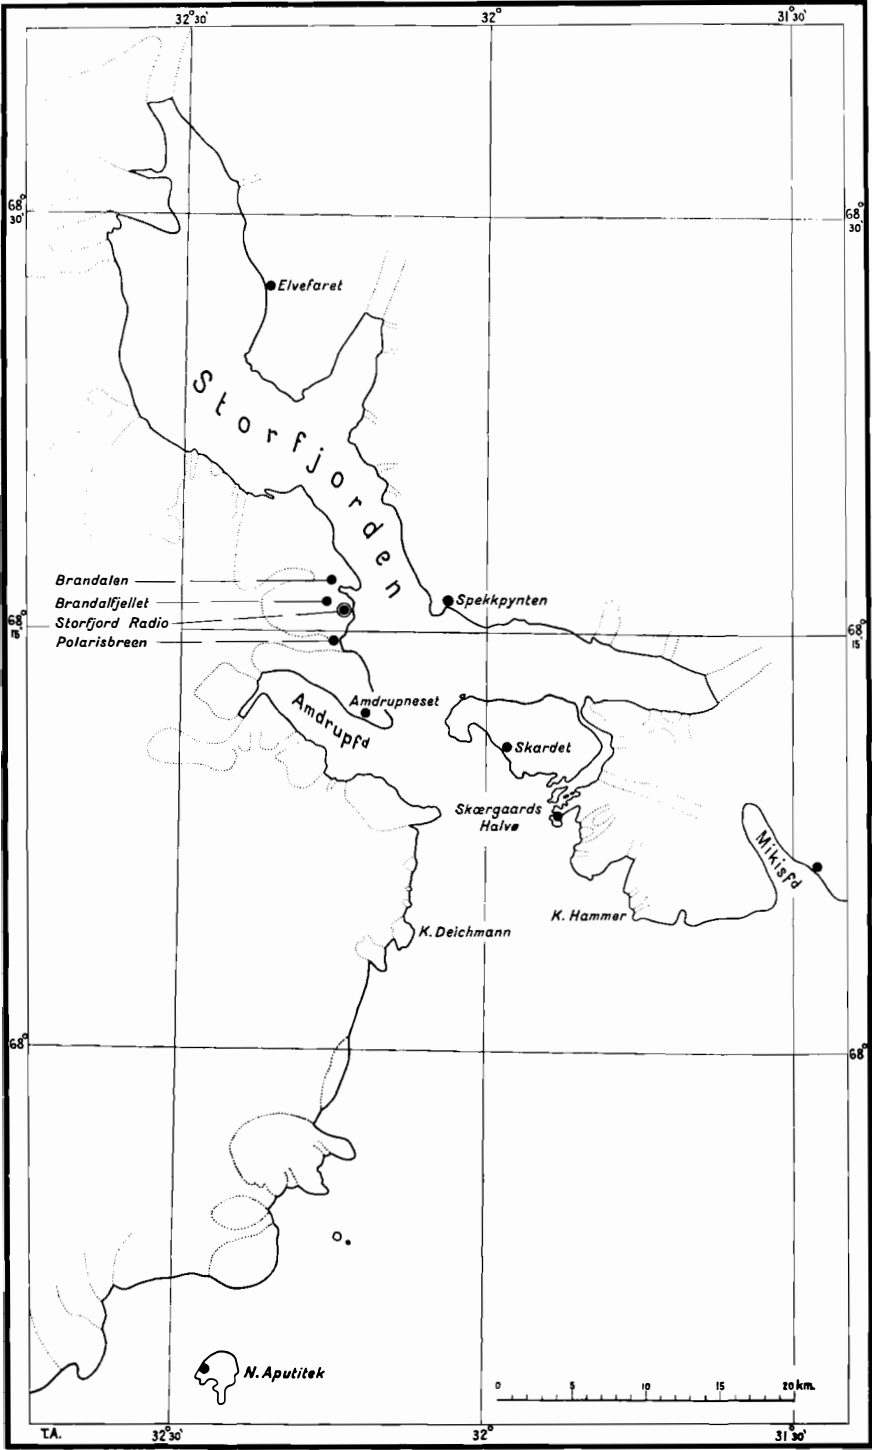 32°30' 32° 31°30'
68°
30'
68°
30'
Elvefaret
Storfjorden
Brandalen
Brandalfjellet
Storfjord Radio
Polarisbreen
Spekkpynten
68°
15'
68°
15'
Amdrupneset
Amdrupfd
Skardet
Skærgaards
Halvø
Mikisfd
K. Hammer
K. Deichmann
68°
68°
N. Aputitek
0 5 10 15 20 km.
T.A.
32°30' 32° 31°30'